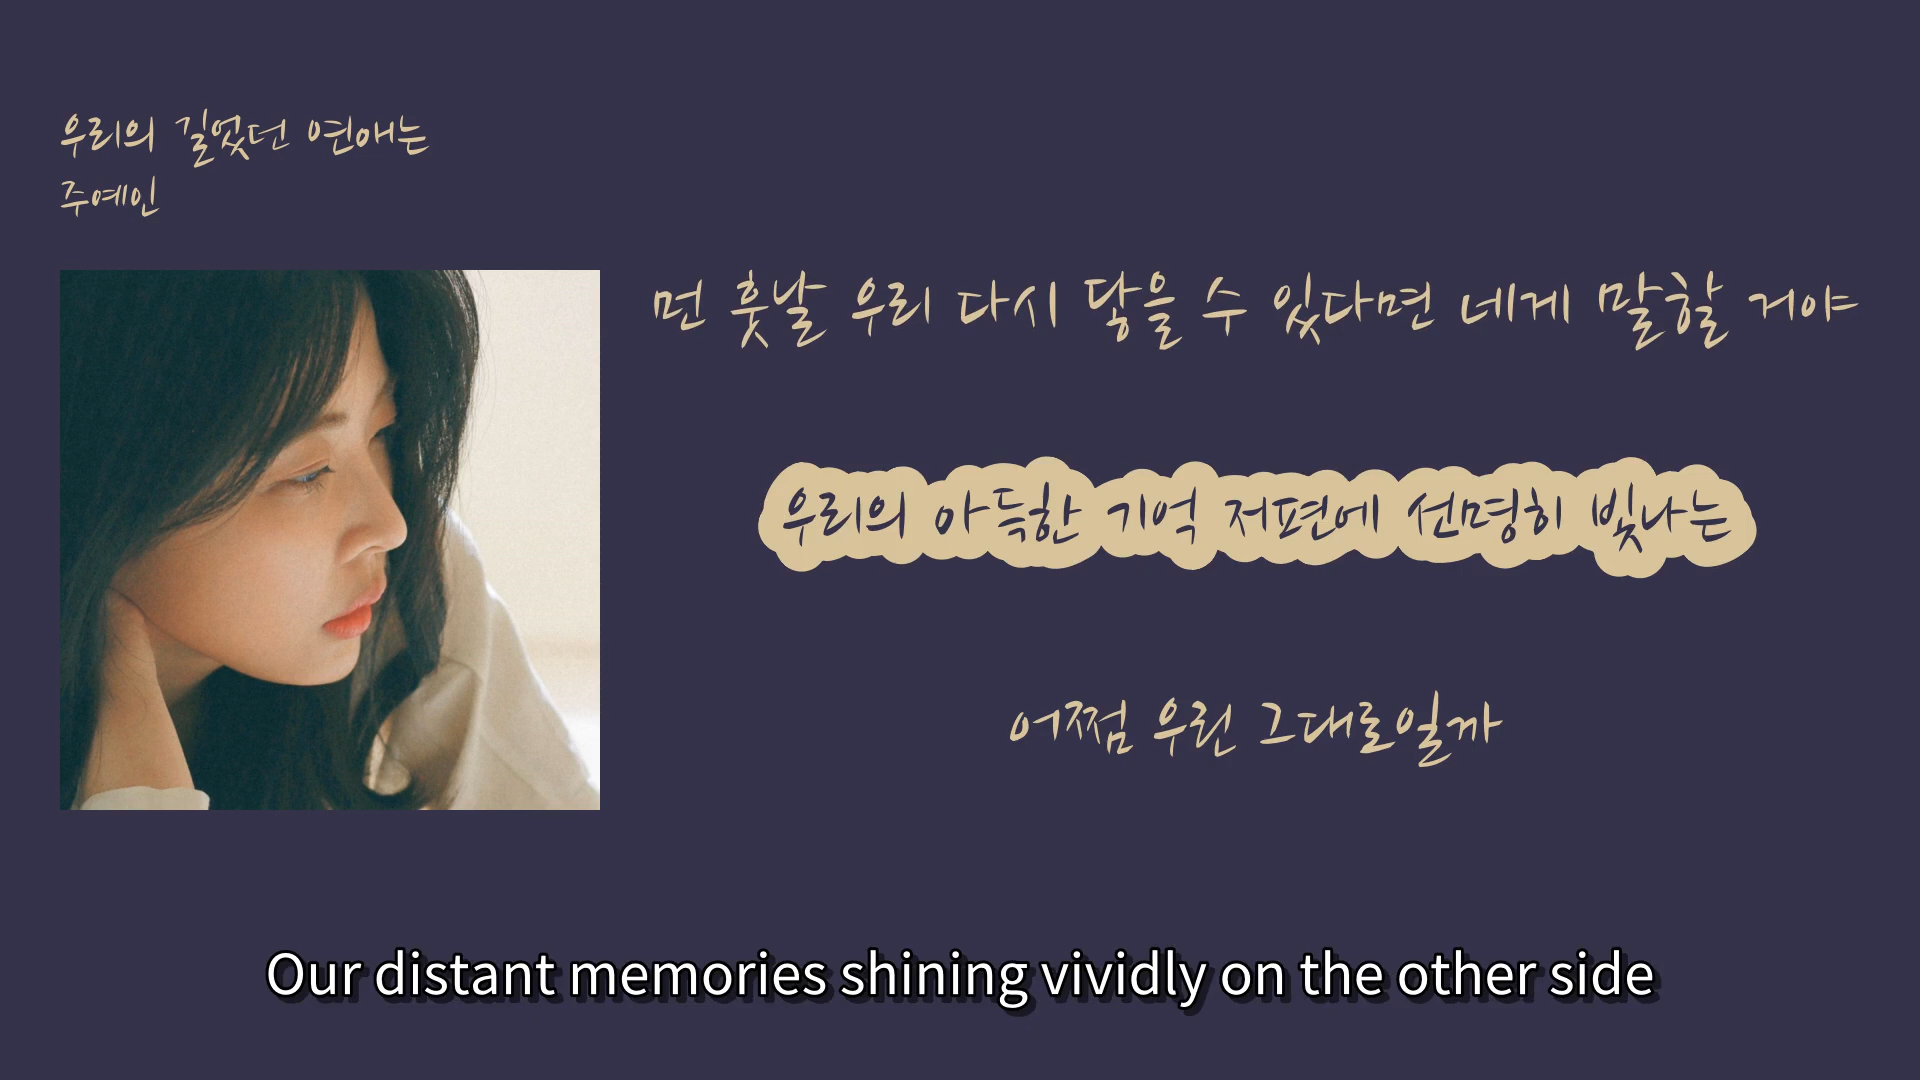 우리의 길었던 연애는
주예인
먼 훗날 우리 다시 닿을 수 있다면 네게 말할 거야
우리의 아득한 기억 저편에 선명히 빛나는
어쩜 우린 그대로일까
Our distant memories shining vividly on the other side